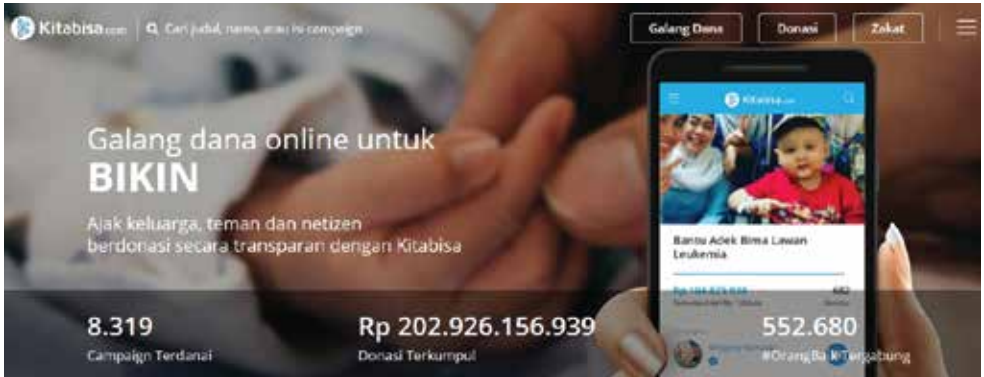 Kitabisa.com
Cari judul, nama, atau isi campaign
Galang Dana
Donasi
Zakat
Galang dana online untuk
BIKIN
Ajak keluarga, teman dan netizen
berdonasi secara transparan dengan Kitabisa
8.319
Campaign Terdanai
Rp 202.926.156.939
Donasi Terkumpul
552.680
#OrangBaik Tergabung
Kitabisa.com
Bantu Adek Bima Lawan
Leukemia